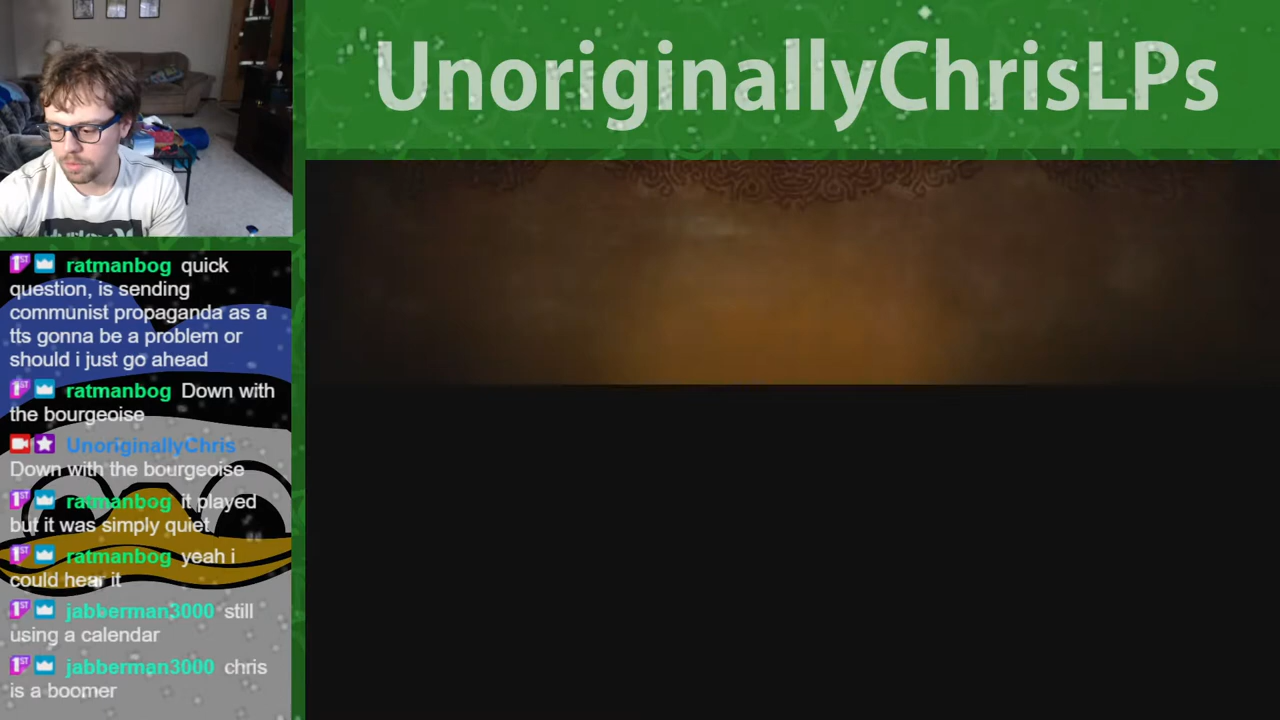 UnoriginallyChrisLPs
ratmanbog quick
question, is sending
communist propaganda as a
tts gonna be a problem or
should i just go ahead
ratmanbog Down with
the bourgeoise
UnoriginallyChris
Down with the bourgeoise
ratmanbog it played
but it was simply quiet
ratmanbog yeah i
could hear it
jabberman3000 still
using a calendar
jabberman3000 chris
is a boomer